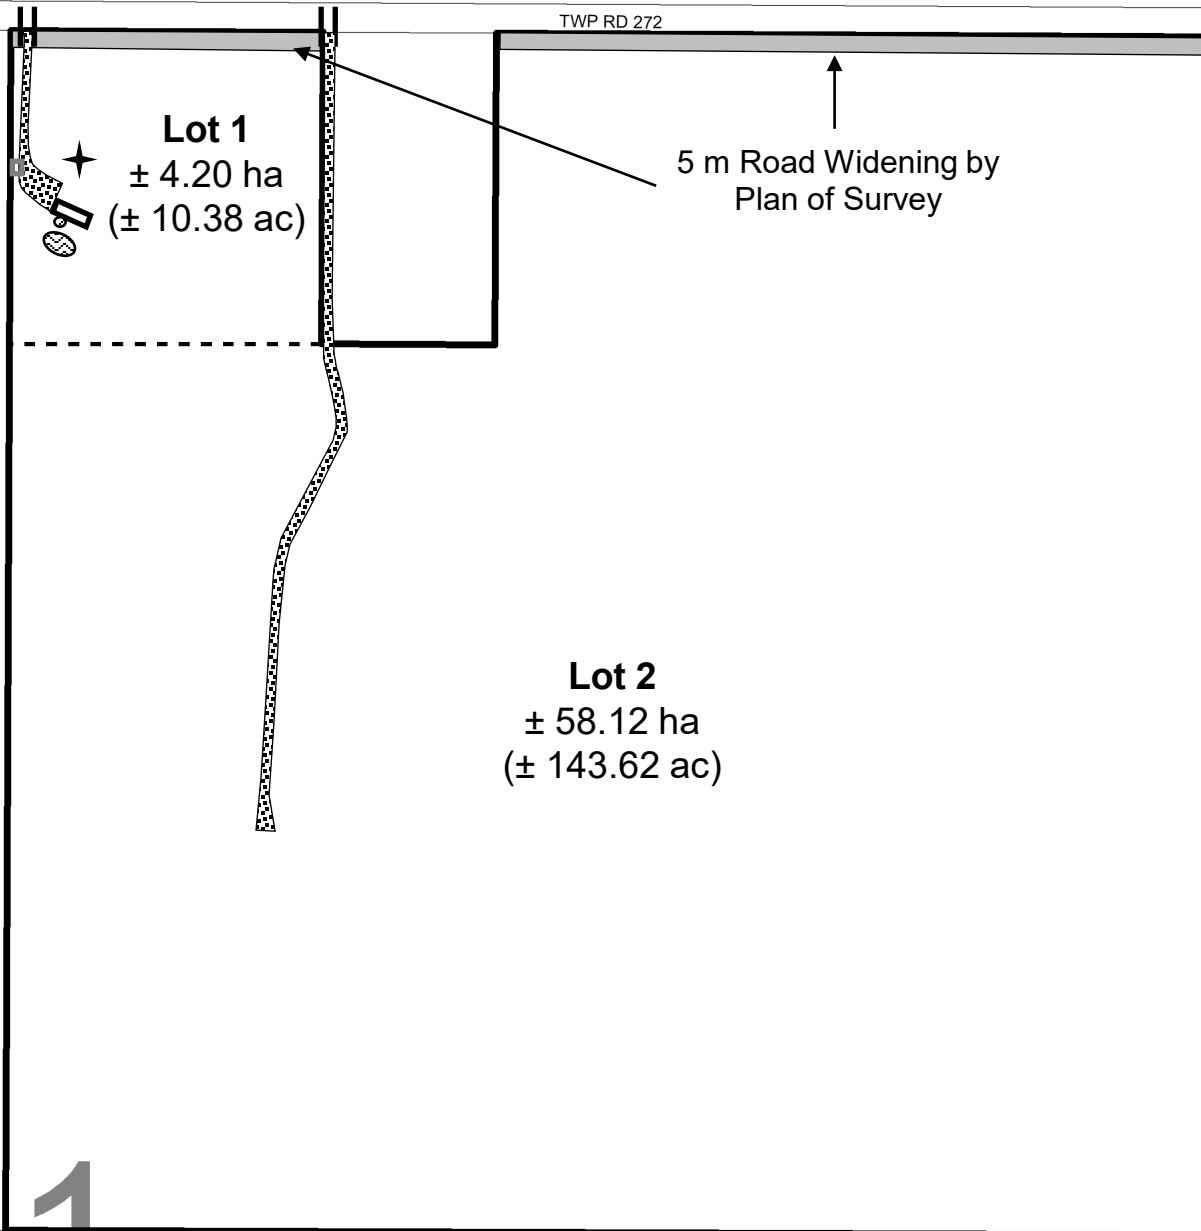 TWP RD 272
Lot 1
± 4.20 ha
(± 10.38 ac)
5 m Road Widening by
Plan of Survey
Lot 2
± 58.12 ha
(± 143.62 ac)
1